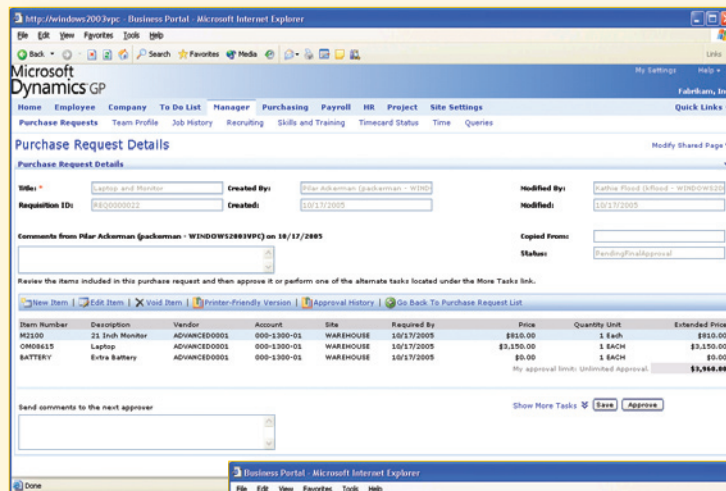 http://windows2003vpc - Business Portal - Microsoft Internet Explorer
File Edit View Favorites Tools Help
Back Search Favorites Media Links
Microsoft
Dynamics GP
My Settings Help
Fabrikam, In
Home Employee Company To Do List Manager Purchasing Payroll HR Project Site Settings Quick Links
Purchase Requests Team Profile Job History Recruiting Skills and Training Timecard Status Time Queries
Purchase Request Details Modify Shared Page
Purchase Request Details
Title: * Laptop and Monitor Created By: Pilar Ackerman (packerman - WIND Modified By: Kathie Flood (kflood - WINDOWS20
Requisition ID: REQ0000022 Created: 10/17/2005 Modified: 10/17/2005
Comments from Pilar Ackerman (packerman - WINDOWS2003VPC) on 10/17/2005 Copied From:
Status: PendingFinalApproval
Review the items included in this purchase request and then approve it or perform one of the alternate tasks located under the More Tasks link.
New Item | Edit Item | Void Item | Printer-Friendly Version | Approval History | Go Back To Purchase Request List
Item Number Description Vendor Account Site Required By Price Quantity Unit Extended Price
M2100 21 Inch Monitor ADVANCED0001 000-1300-01 WAREHOUSE 10/17/2005 $810.00 1 Each $810.00
OM08615 Laptop ADVANCED0001 000-1300-01 WAREHOUSE 10/17/2005 $3,150.00 1 EACH $3,150.00
BATTERY Extra Battery ADVANCED0001 000-1300-01 WAREHOUSE 10/17/2005 $0.00 1 EACH $0.00
My approval limit: Unlimited Approval. $3,960.00
Send comments to the next approver Show More Tasks Save Approve
Done
Business Portal - Microsoft Internet Explorer
File Edit View Favorites Tools Help